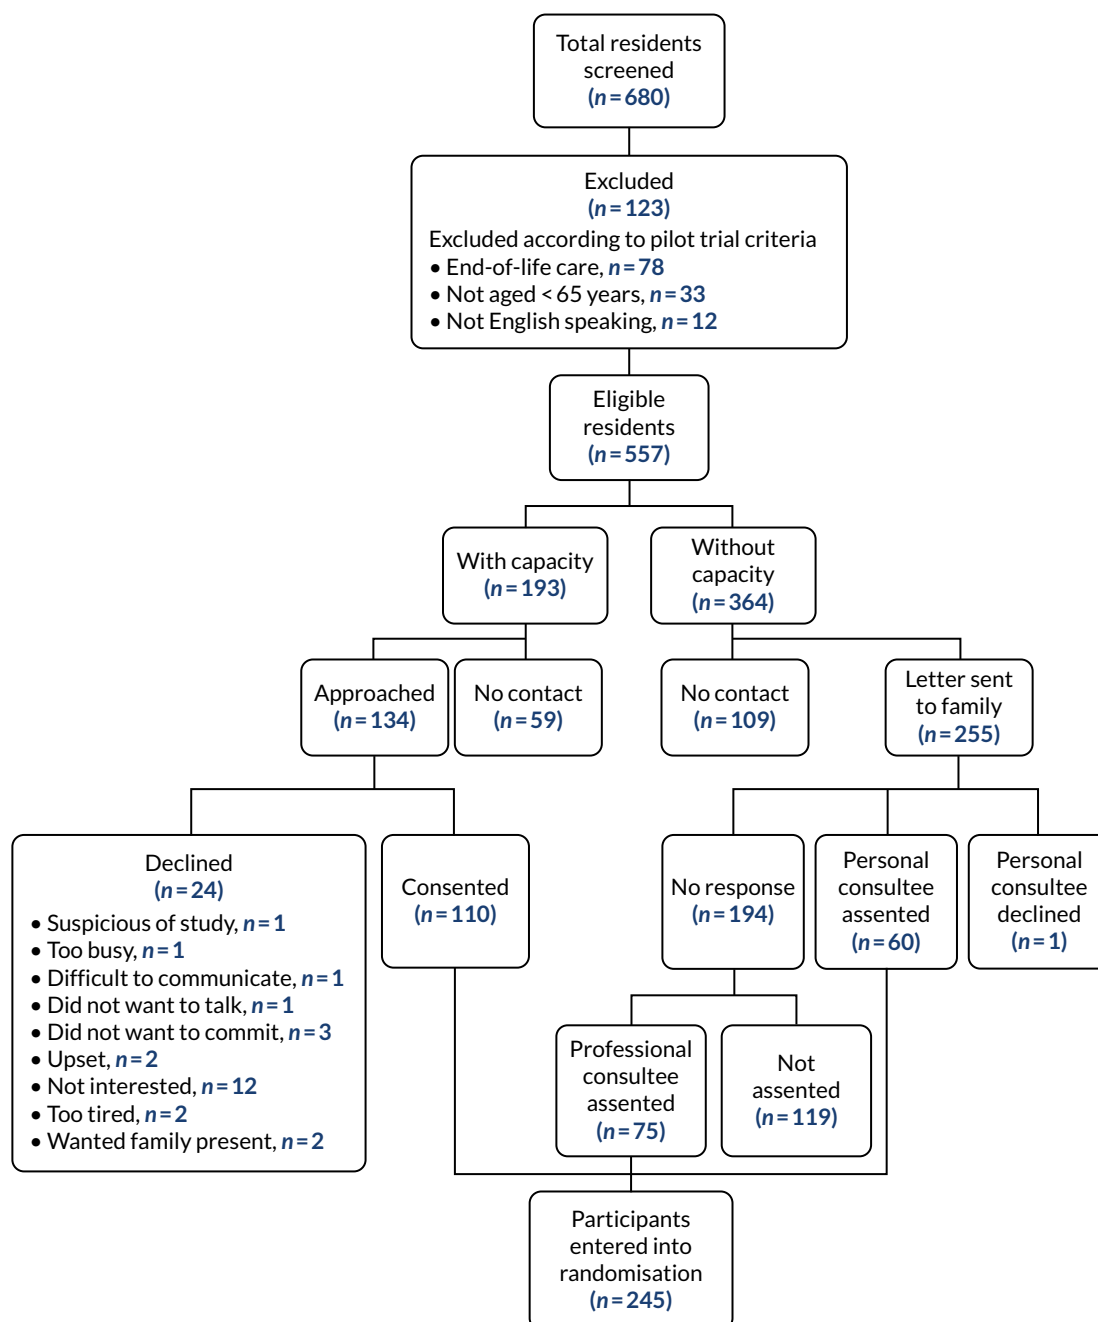 Total residents
screened
(n = 680)
Excluded
(n = 123)
Excluded according to pilot trial criteria
• End-of-life care, n = 78
• Not aged < 65 years, n = 33
• Not English speaking, n = 12
Eligible
residents
(n = 557)
With capacity
(n = 193)
Without
capacity
(n = 364)
Approached
(n = 134)
No contact
(n = 59)
No contact
(n = 109)
Letter sent
to family
(n = 255)
Declined
(n = 24)
• Suspicious of study, n = 1
• Too busy, n = 1
• Difficult to communicate, n = 1
• Did not want to talk, n = 1
• Did not want to commit, n = 3
• Upset, n = 2
• Not interested, n = 12
• Too tired, n = 2
• Wanted family present, n = 2
Consented
(n = 110)
No response
(n = 194)
Personal
consultee
assented
(n = 60)
Personal
consultee
declined
(n = 1)
Professional
consultee
assented
(n = 75)
Not
assented
(n = 119)
Participants
entered into
randomisation
(n = 245)